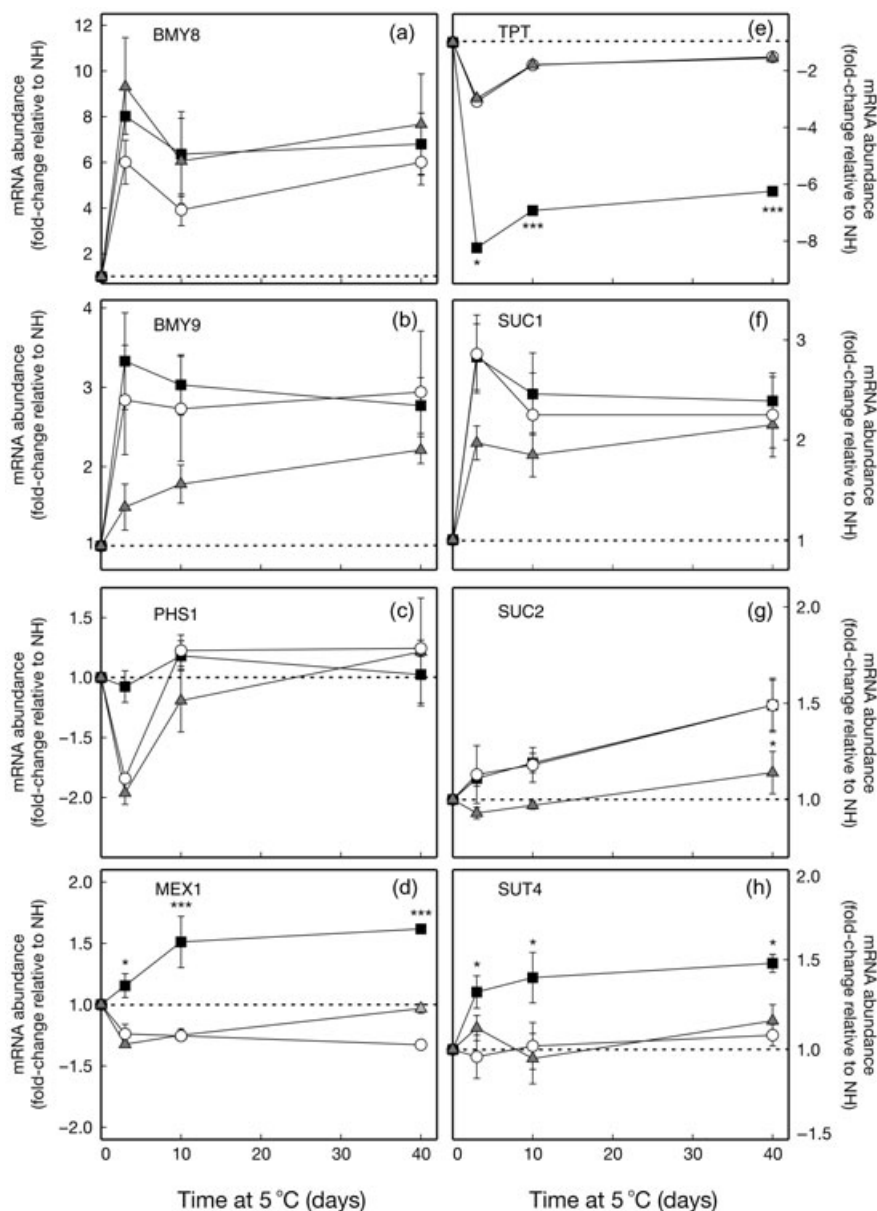 mRNA abundance
(fold-change relative to NH)
12
10
8
6
4
2
1
BMY8
(a)
TPT
(e)
−2
−4
−6
−8
*
***
***
mRNA abundance
(fold-change relative to NH)
mRNA abundance
(fold-change relative to NH)
4
3
2
1
BMY9
(b)
SUC1
(f)
3
2
1
mRNA abundance
(fold-change relative to NH)
mRNA abundance
(fold-change relative to NH)
1.5
1.0
−1.5
−2.0
PHS1
(c)
SUC2
(g)
2.0
1.5
1.0
*
mRNA abundance
(fold-change relative to NH)
mRNA abundance
(fold-change relative to NH)
2.0
1.5
1.0
−1.5
−2.0
MEX1
(d)
*
***
***
SUT4
(h)
*
*
*
2.0
1.5
1.0
−1.5
mRNA abundance
(fold-change relative to NH)
0 10 20 30 40
0 10 20 30 40
Time at 5 °C (days)
Time at 5 °C (days)